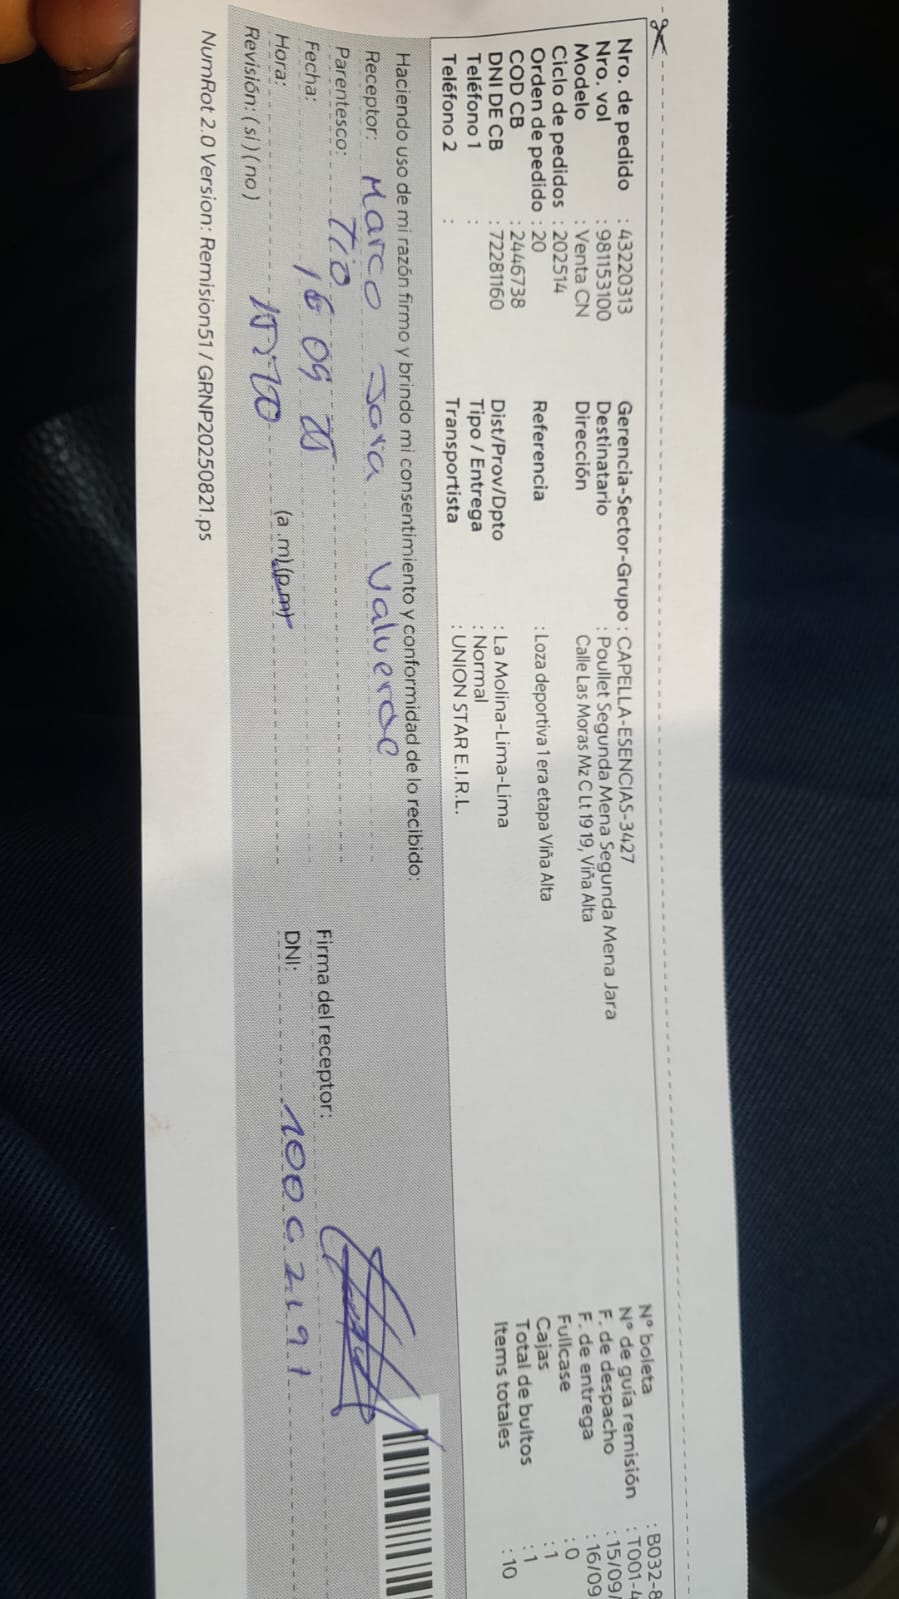 Nro. de pedido : 43220313
Nro. vol : 981153100
Modelo : Venta CN
Ciclo de pedidos : 202514
Orden de pedido : 20
COD CB : 2446738
DNI DE CB : 72281160
Teléfono 1 :
Teléfono 2 :
Gerencia-Sector-Grupo : CAPELLA-ESENCIAS-3427
Destinatario : Poullet Segunda Mena Segunda Mena Jara
Dirección Calle Las Moras Mz C Lt 19 19, Viña Alta
Referencia : Loza deportiva 1 era etapa Viña Alta
Dist/Prov/Dpto : La Molina-Lima-Lima
Tipo / Entrega : Normal
Transportista : UNION STAR E.I.R.L.
N° boleta : B032-8
N° de guía remisión : T001-4
F. de despacho : 15/09/
F. de entrega : 16/09
Fullcase : 0
Cajas : 1
Total de bultos : 1
Items totales : 10
Haciendo uso de mi razón firmo y brindo mi consentimiento y conformidad de lo recibido:
Receptor: Marco Jara Valverde
Parentesco: Tio
Fecha: 16 09 25
Hora: (a .m) (p.m)
Revisión: ( si ) ( no )
Firma del receptor:
DNI:
NumRot 2.0 Version: Remision51 / GRNP20250821.ps